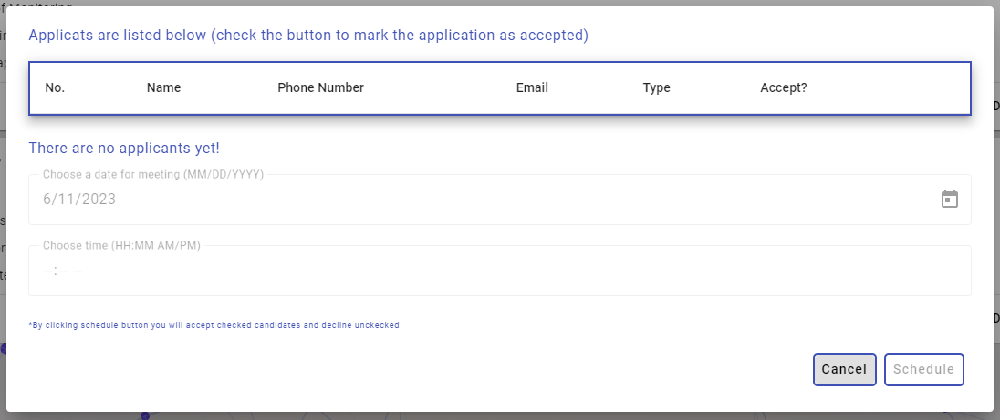 f Monitoring
Applicats are listed below (check the button to mark the application as accepted)
No. Name Phone Number Email Type Accept?
There are no applicants yet!
Choose a date for meeting (MM/DD/YYYY)
6/11/2023
Choose time (HH:MM AM/PM)
--:-- --
*By clicking schedule button you will accept checked candidates and decline unckecked
Cancel Schedule